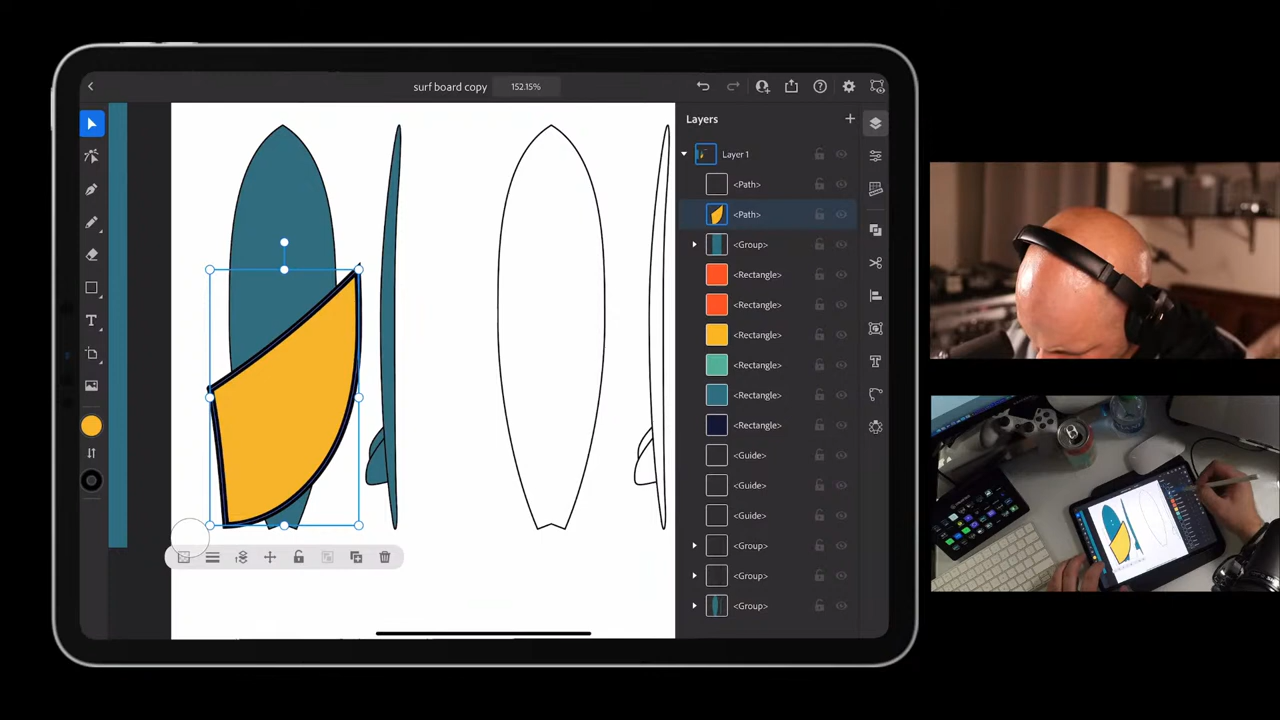 surf board copy
152.15%
Layers
Layer 1
<Path>
<Path>
<Group>
<Rectangle>
<Rectangle>
<Rectangle>
<Rectangle>
<Rectangle>
<Rectangle>
<Guide>
<Guide>
<Guide>
<Group>
<Group>
<Group>